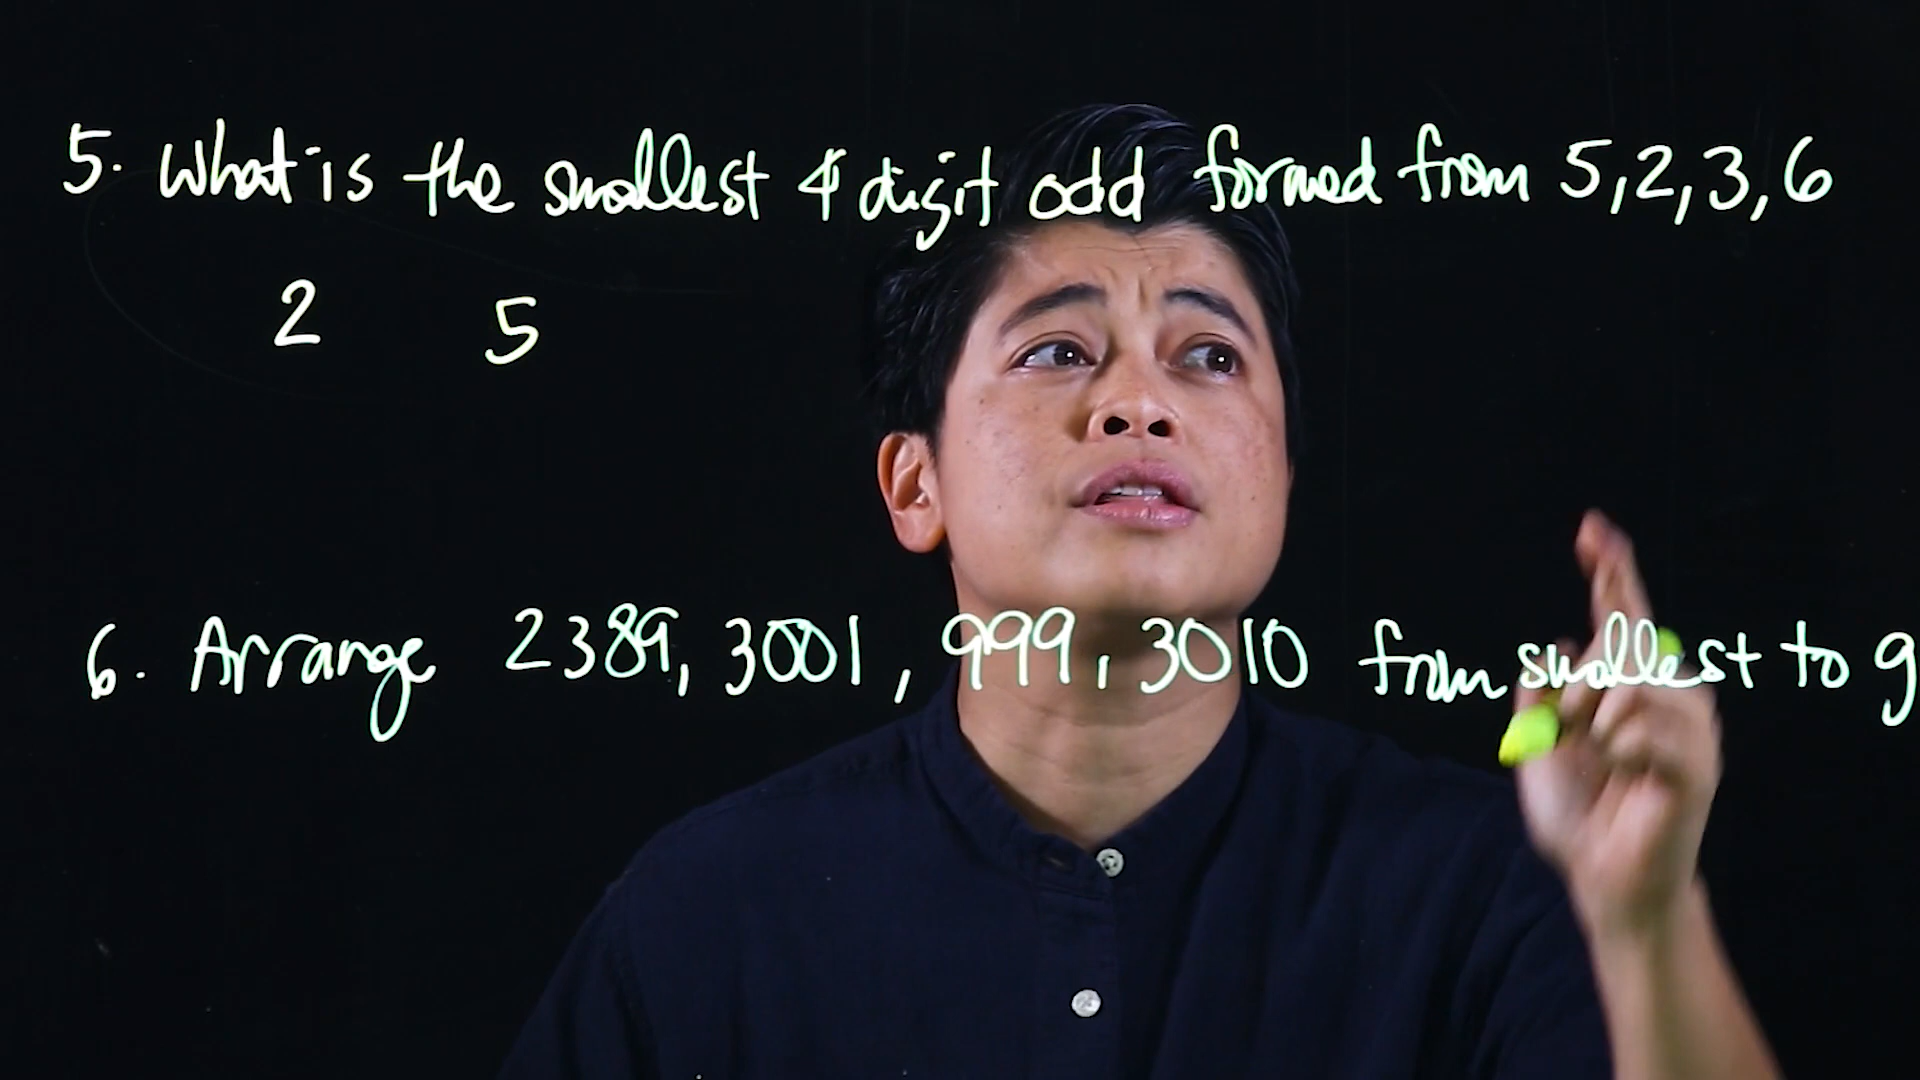 5. What is the smallest 4 digit odd formed from 5, 2, 3, 6
2 5
6. Arrange 2389, 3001, 999, 3010 from smallest to g